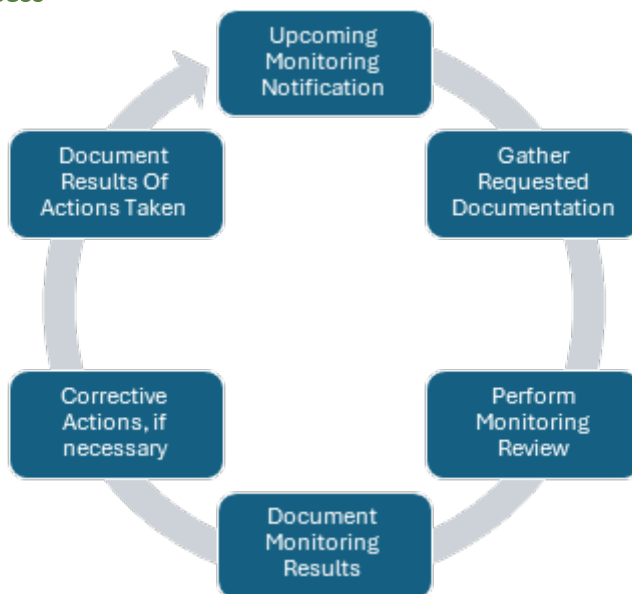 Upcoming
Monitoring
Notification
Gather
Requested
Documentation
Perform
Monitoring
Review
Document
Monitoring
Results
Corrective
Actions, if
necessary
Document
Results Of
Actions Taken